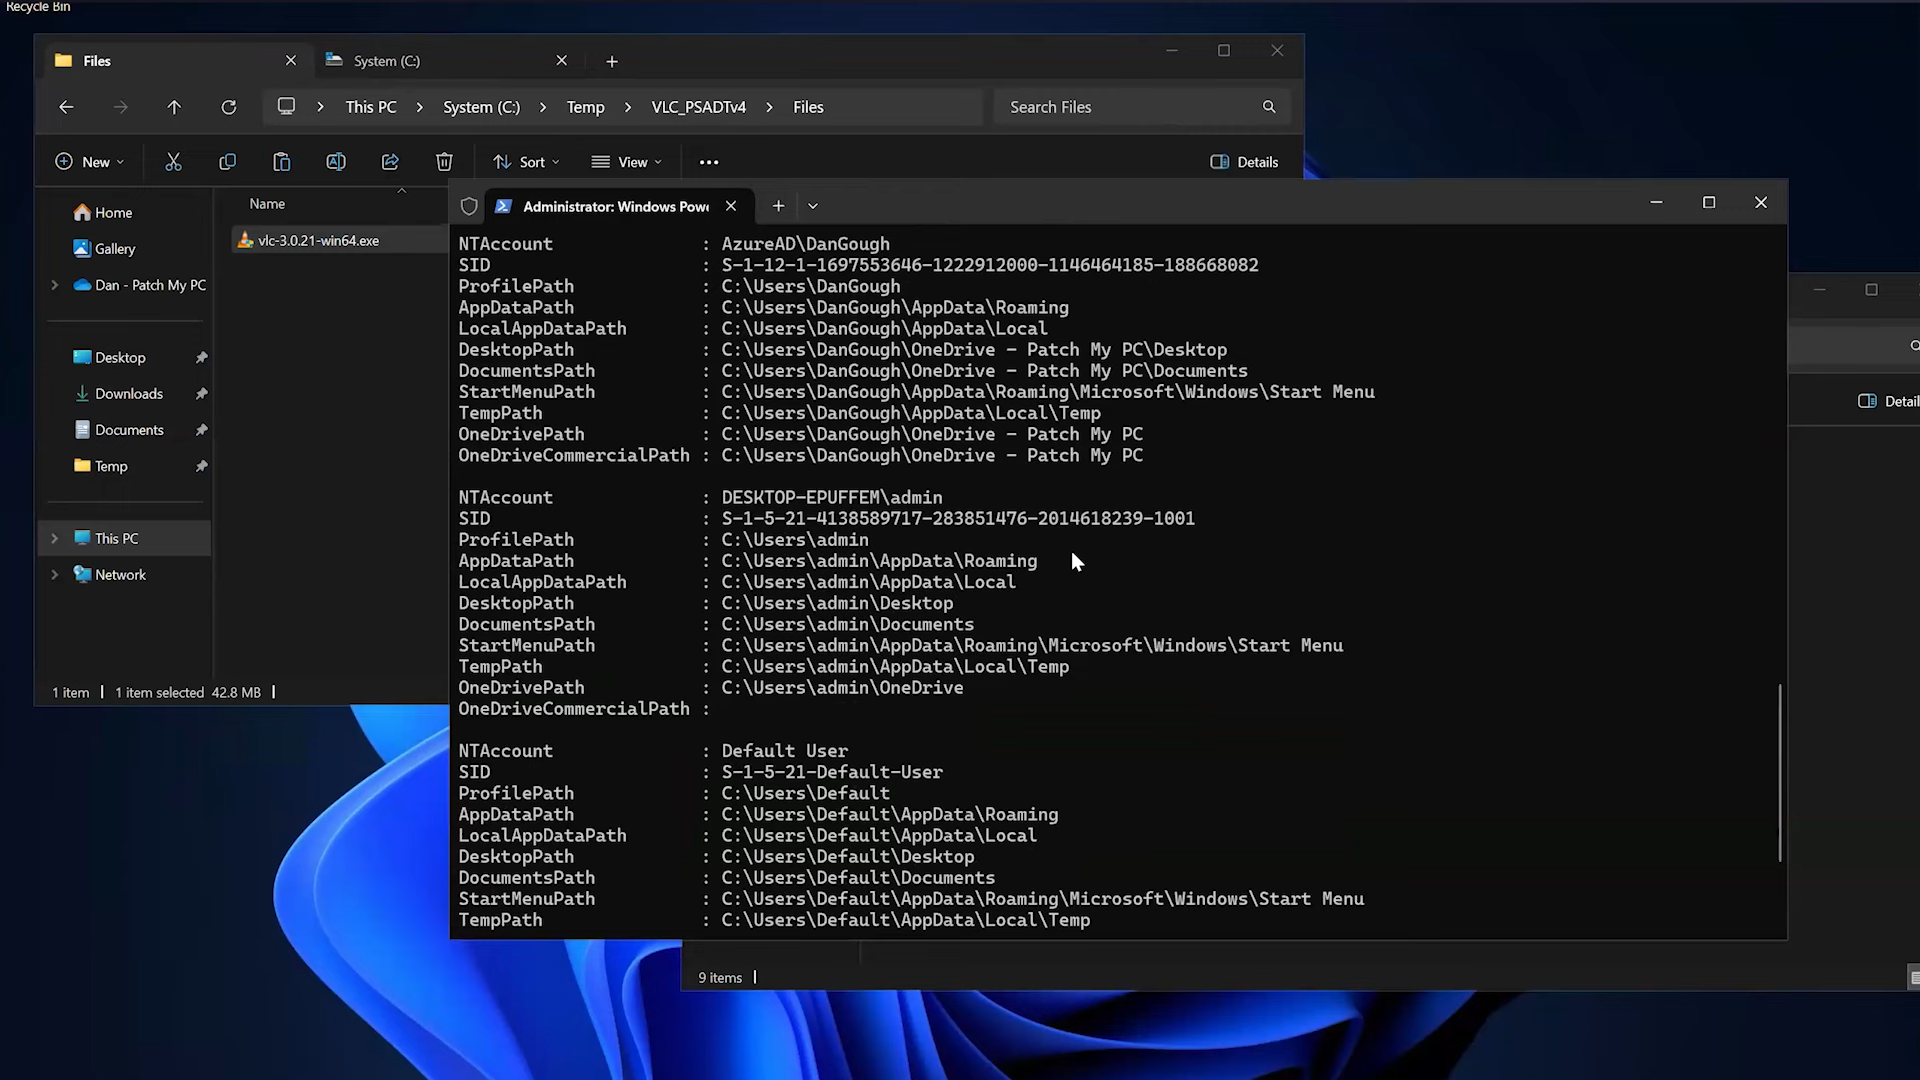 Recycle Bin
Files
System (C:)
This PC > System (C:) > Temp > VLC_PSADTv4 > Files
Search Files
New
Sort
View
Details
Home
Gallery
Dan - Patch My PC
Desktop
Downloads
Documents
Temp
This PC
Network
Name
vlc-3.0.21-win64.exe
1 item | 1 item selected 42.8 MB |
Administrator: Windows Pow
NTAccount : AzureAD\DanGough
SID : S-1-12-1-1697553646-1222912000-1146464185-188668082
ProfilePath : C:\Users\DanGough
AppDataPath : C:\Users\DanGough\AppData\Roaming
LocalAppDataPath : C:\Users\DanGough\AppData\Local
DesktopPath : C:\Users\DanGough\OneDrive - Patch My PC\Desktop
DocumentsPath : C:\Users\DanGough\OneDrive - Patch My PC\Documents
StartMenuPath : C:\Users\DanGough\AppData\Roaming\Microsoft\Windows\Start Menu
TempPath : C:\Users\DanGough\AppData\Local\Temp
OneDrivePath : C:\Users\DanGough\OneDrive - Patch My PC
OneDriveCommercialPath : C:\Users\DanGough\OneDrive - Patch My PC
NTAccount : DESKTOP-EPUFFEM\admin
SID : S-1-5-21-4138589717-283851476-2014618239-1001
ProfilePath : C:\Users\admin
AppDataPath : C:\Users\admin\AppData\Roaming
LocalAppDataPath : C:\Users\admin\AppData\Local
DesktopPath : C:\Users\admin\Desktop
DocumentsPath : C:\Users\admin\Documents
StartMenuPath : C:\Users\admin\AppData\Roaming\Microsoft\Windows\Start Menu
TempPath : C:\Users\admin\AppData\Local\Temp
OneDrivePath : C:\Users\admin\OneDrive
OneDriveCommercialPath :
NTAccount : Default User
SID : S-1-5-21-Default-User
ProfilePath : C:\Users\Default
AppDataPath : C:\Users\Default\AppData\Roaming
LocalAppDataPath : C:\Users\Default\AppData\Local
DesktopPath : C:\Users\Default\Desktop
DocumentsPath : C:\Users\Default\Documents
StartMenuPath : C:\Users\Default\AppData\Roaming\Microsoft\Windows\Start Menu
TempPath : C:\Users\Default\AppData\Local\Temp
Detail
9 items |